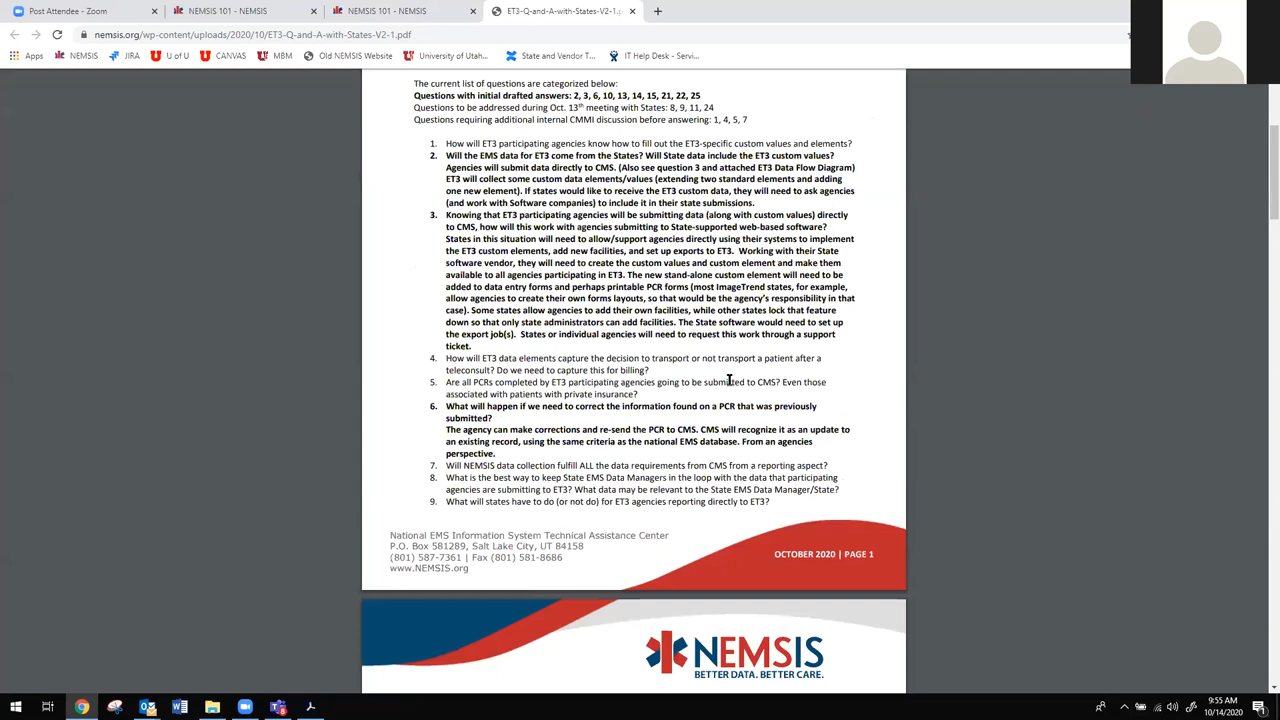 Post Attendee - Zoom
NEMSIS 101 - NEMSIS
NEMSIS 101 - NEMSIS
ET3-Q-and-A-with-States-V2-1.p
nemsis.org/wp-content/uploads/2020/10/ET3-Q-and-A-with-States-V2-1.pdf
Apps
NEMSIS
JIRA
U of U
CANVAS
MBM
Old NEMSIS Website
University of Utah...
State and Vendor T...
IT Help Desk - Servi...
The current list of questions are categorized below:
Questions with initial drafted answers: 2, 3, 6, 10, 13, 14, 15, 21, 22, 25
Questions to be addressed during Oct. 13th meeting with States: 8, 9, 11, 24
Questions requiring additional internal CMMI discussion before answering: 1, 4, 5, 7
1. How will ET3 participating agencies know how to fill out the ET3-specific custom values and elements?
2. Will the EMS data for ET3 come from the States? Will State data include the ET3 custom values?
Agencies will submit data directly to CMS. (Also see question 3 and attached ET3 Data Flow Diagram)
ET3 will collect some custom data elements/values (extending two standard elements and adding
one new element). If states would like to receive the ET3 custom data, they will need to ask agencies
(and work with Software companies) to include it in their state submissions.
3. Knowing that ET3 participating agencies will be submitting data (along with custom values) directly
to CMS, how will this work with agencies submitting to State-supported web-based software?
States in this situation will need to allow/support agencies directly using their systems to implement
the ET3 custom elements, add new facilities, and set up exports to ET3. Working with their State
software vendor, they will need to create the custom values and custom element and make them
available to all agencies participating in ET3. The new stand-alone custom element will need to be
added to data entry forms and perhaps printable PCR forms (most ImageTrend states, for example,
allow agencies to create their own forms layouts, so that would be the agency's responsibility in that
case). Some states allow agencies to add their own facilities, while other states lock that feature
down so that only state administrators can add facilities. The State software would need to set up
the export job(s). States or individual agencies will need to request this work through a support
ticket.
4. How will ET3 data elements capture the decision to transport or not transport a patient after a
teleconsult? Do we need to capture this for billing?
5. Are all PCRs completed by ET3 participating agencies going to be submitted to CMS? Even those
associated with patients with private insurance?
6. What will happen if we need to correct the information found on a PCR that was previously
submitted?
The agency can make corrections and re-send the PCR to CMS. CMS will recognize it as an update to
an existing record, using the same criteria as the national EMS database. From an agencies
perspective.
7. Will NEMSIS data collection fulfill ALL the data requirements from CMS from a reporting aspect?
8. What is the best way to keep State EMS Data Managers in the loop with the data that participating
agencies are submitting to ET3? What data may be relevant to the State EMS Data Manager/State?
9. What will states have to do (or not do) for ET3 agencies reporting directly to ET3?
National EMS Information System Technical Assistance Center
P.O. Box 581289, Salt Lake City, UT 84158
(801) 587-7361 | Fax (801) 581-8686
www.NEMSIS.org
OCTOBER 2020 | PAGE 1
NEMSIS
BETTER DATA. BETTER CARE.
9:55 AM
10/14/2020